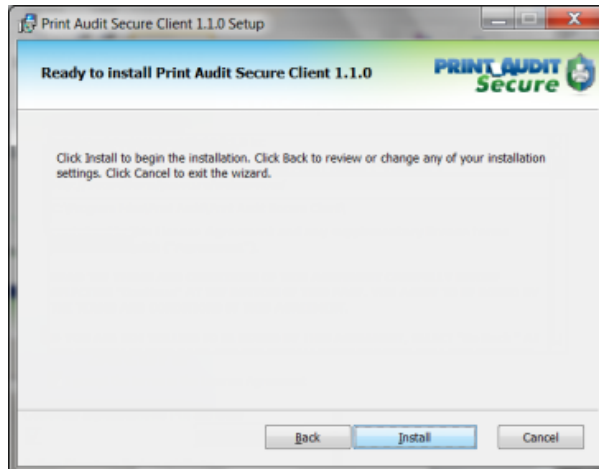 Print Audit Secure Client 1.1.0 Setup
Ready to install Print Audit Secure Client 1.1.0
PRINT AUDIT
Secure
Click Install to begin the installation. Click Back to review or change any of your installation
settings. Click Cancel to exit the wizard.
Back Install Cancel